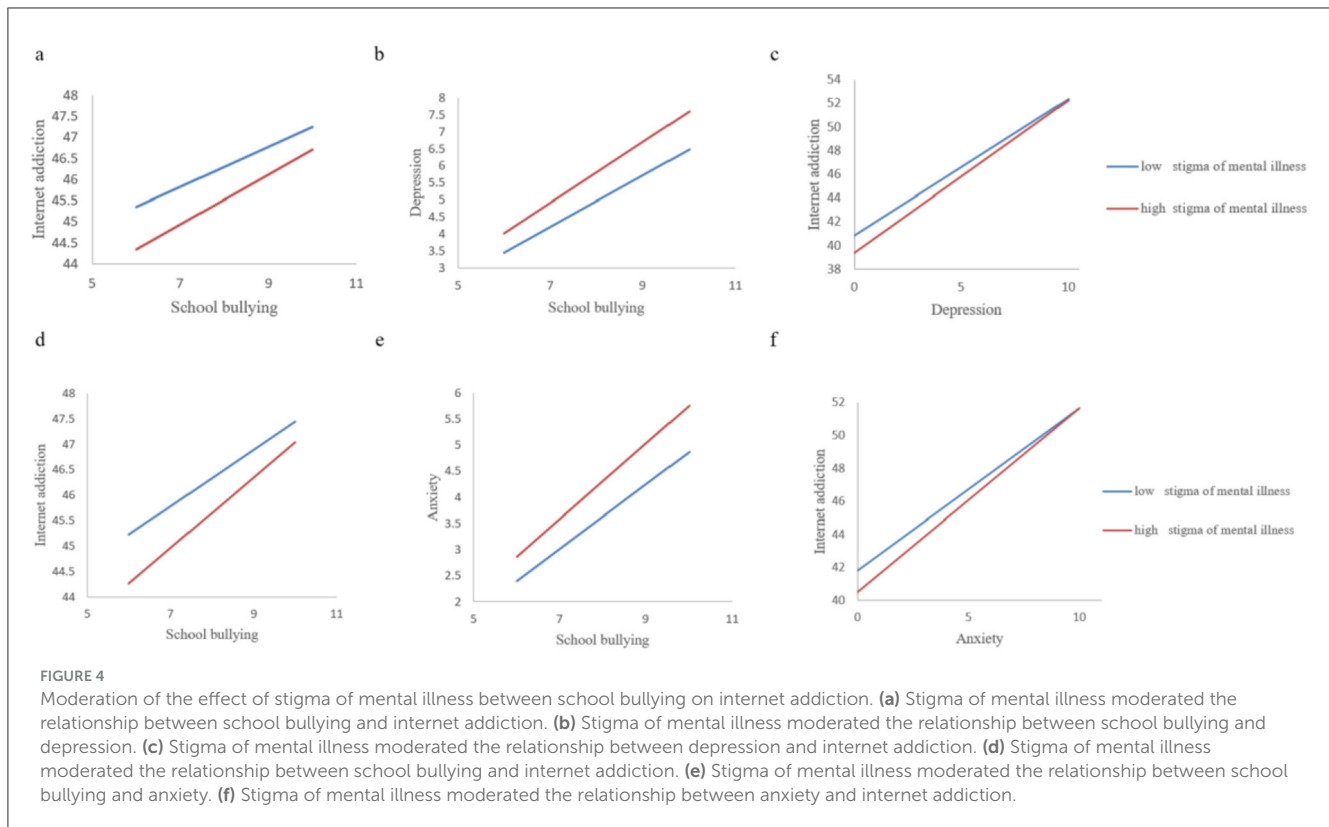 a
48
47.5
47
46.5
46
45.5
45
44.5
44
Internet addiction
5 7 9 11
School bullying
b
8
7.5
7
6.5
6
5.5
5
4.5
4
3.5
3
Depression
5 7 9 11
School bullying
c
54
52
50
48
46
44
42
40
38
Internet addiction
0 5 10
Depression
low stigma of mental illness
high stigma of mental illness
d
48
47.5
47
46.5
46
45.5
45
44.5
44
Internet addiction
5 7 9 11
School bullying
e
6
5.5
5
4.5
4
3.5
3
2.5
2
Anxiety
5 7 9 11
School bullying
f
52
50
48
46
44
42
40
Internet addiction
0 5 10
Anxiety
low stigma of mental illness
high stigma of mental illness
FIGURE 4
Moderation of the effect of stigma of mental illness between school bullying on internet addiction. (a) Stigma of mental illness moderated the
relationship between school bullying and internet addiction. (b) Stigma of mental illness moderated the relationship between school bullying and
depression. (c) Stigma of mental illness moderated the relationship between depression and internet addiction. (d) Stigma of mental illness
moderated the relationship between school bullying and internet addiction. (e) Stigma of mental illness moderated the relationship between school
bullying and anxiety. (f) Stigma of mental illness moderated the relationship between anxiety and internet addiction.